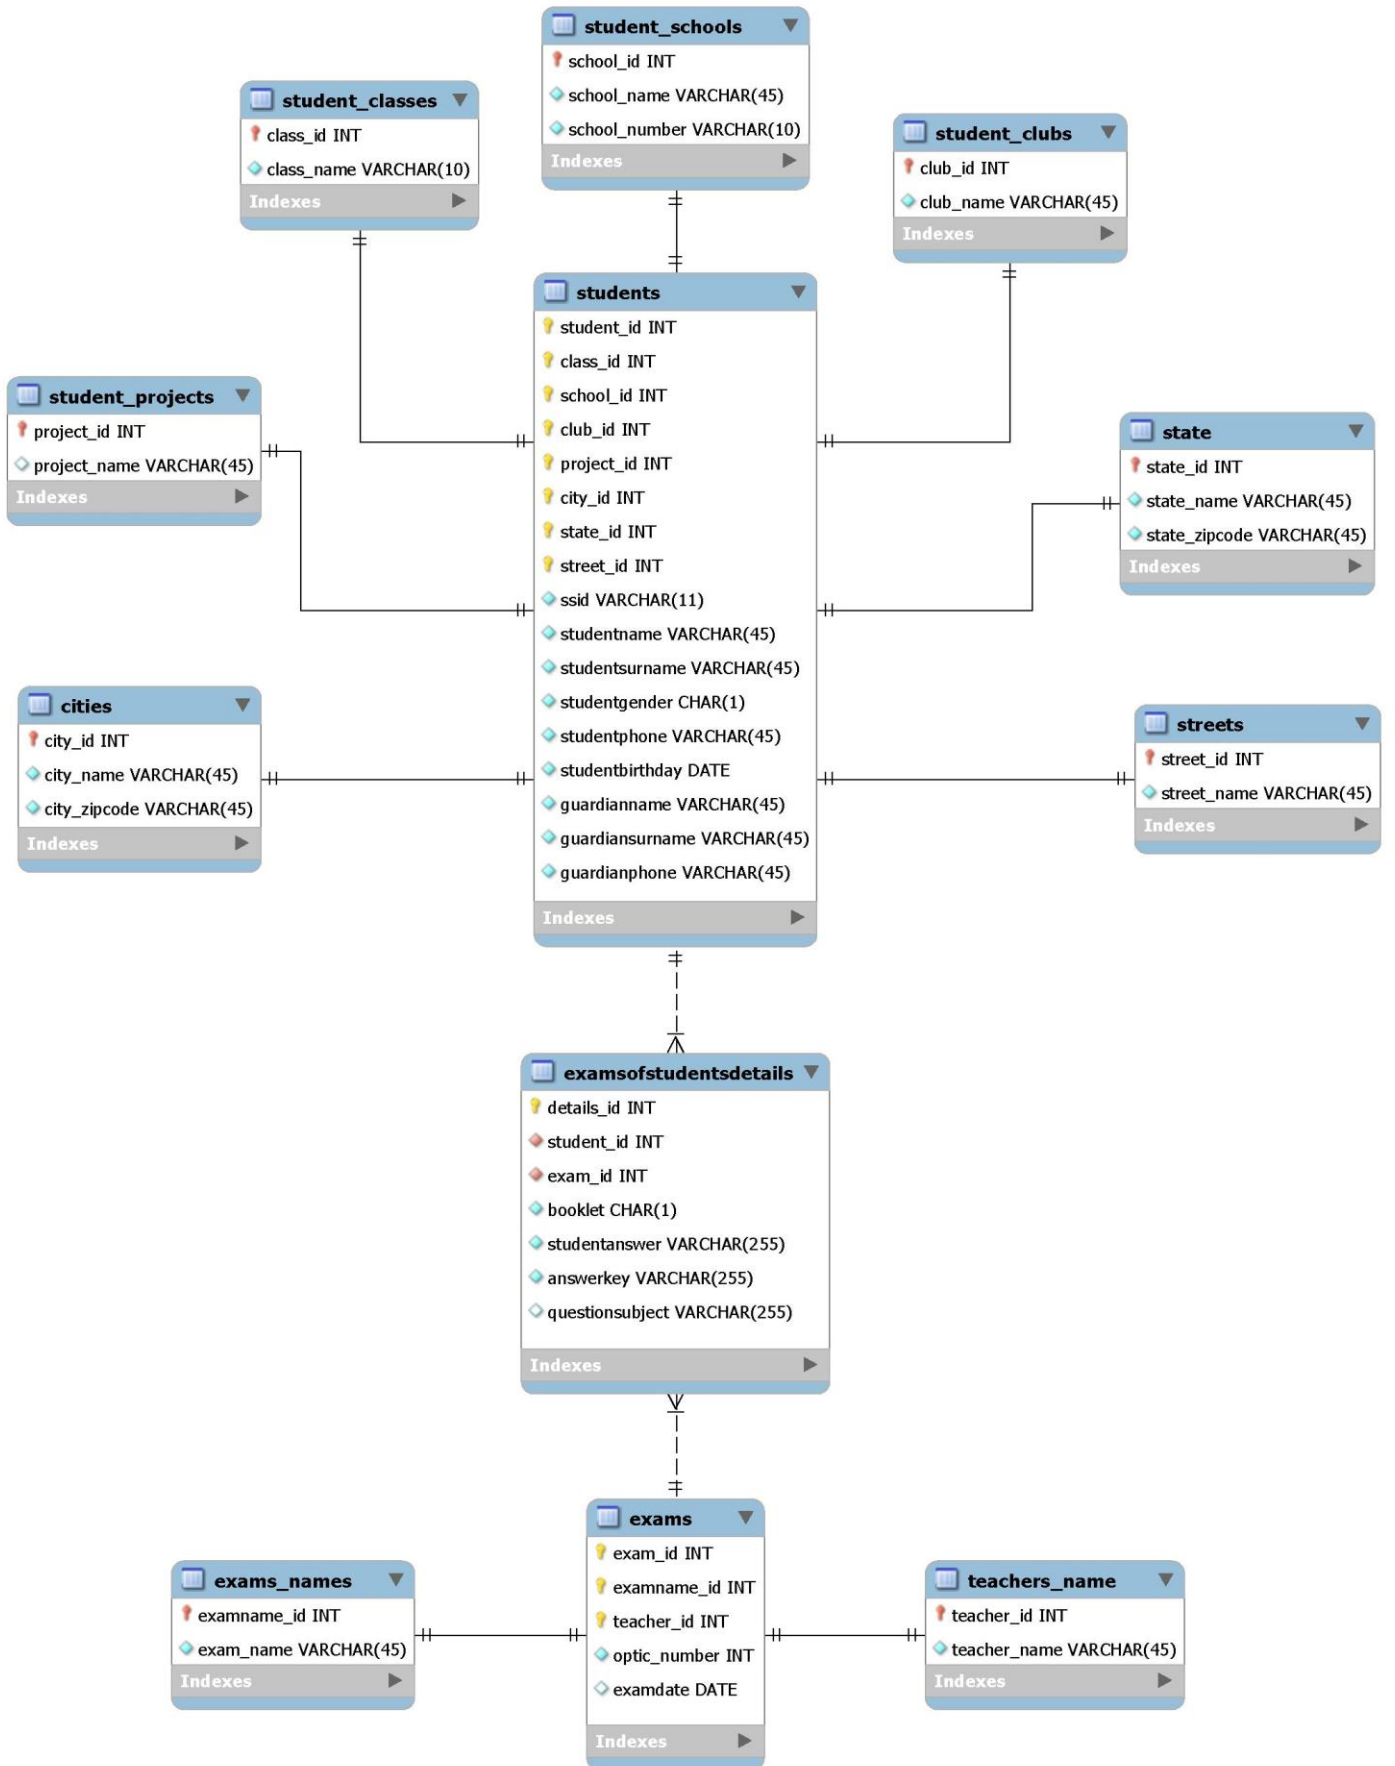 student_schools
school_id INT
school_name VARCHAR(45)
school_number VARCHAR(10)
Indexes
student_classes
class_id INT
class_name VARCHAR(10)
Indexes
student_clubs
club_id INT
club_name VARCHAR(45)
Indexes
students
student_id INT
class_id INT
school_id INT
club_id INT
project_id INT
city_id INT
state_id INT
street_id INT
ssid VARCHAR(11)
studentname VARCHAR(45)
studentsurname VARCHAR(45)
studentgender CHAR(1)
studentphone VARCHAR(45)
studentbirthday DATE
guardianname VARCHAR(45)
guardiansurname VARCHAR(45)
guardianphone VARCHAR(45)
Indexes
student_projects
project_id INT
project_name VARCHAR(45)
Indexes
state
state_id INT
state_name VARCHAR(45)
state_zipcode VARCHAR(45)
Indexes
cities
city_id INT
city_name VARCHAR(45)
city_zipcode VARCHAR(45)
Indexes
streets
street_id INT
street_name VARCHAR(45)
Indexes
examsofstudentsdetails
details_id INT
student_id INT
exam_id INT
booklet CHAR(1)
studentanswer VARCHAR(255)
answerkey VARCHAR(255)
questionsubject VARCHAR(255)
Indexes
exams
exam_id INT
examname_id INT
teacher_id INT
optic_number INT
examdate DATE
Indexes
exams_names
examname_id INT
exam_name VARCHAR(45)
Indexes
teachers_name
teacher_id INT
teacher_name VARCHAR(45)
Indexes